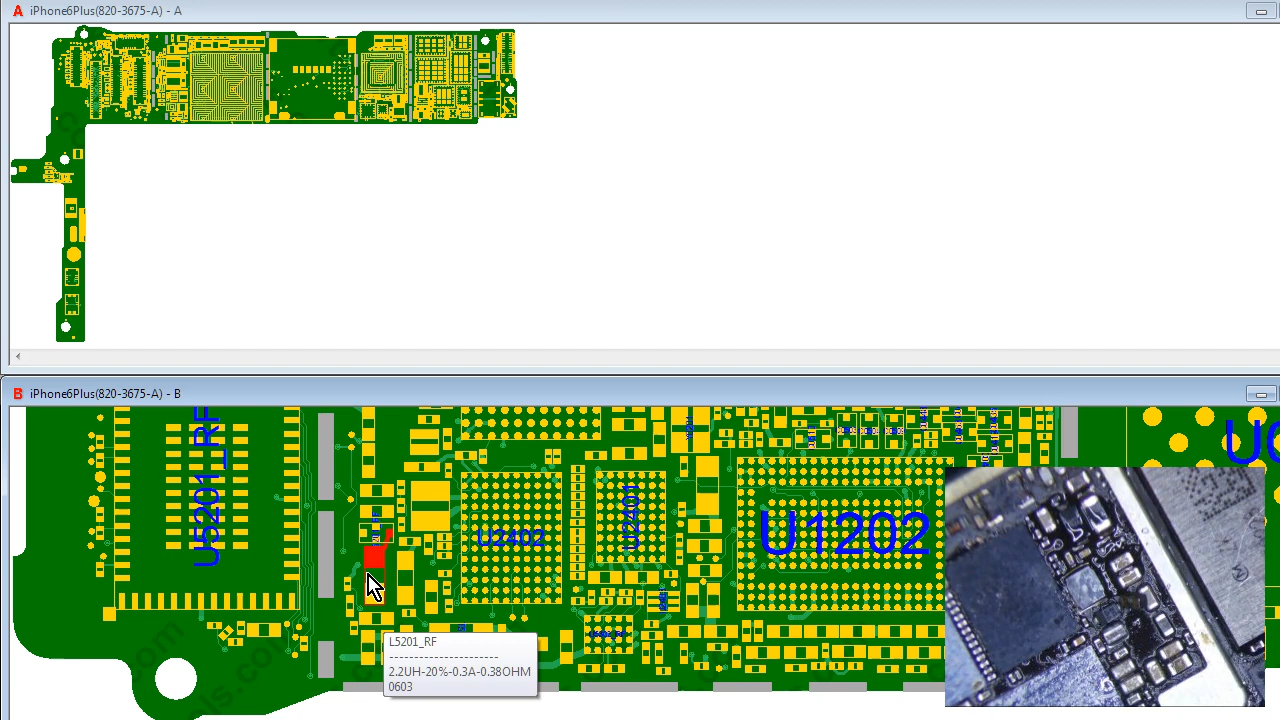 A iPhone6Plus(820-3675-A) - A
B iPhone6Plus(820-3675-A) - B
U5201_RF
U2402
U2401
U1202
L5201_RF
----------------------
2.2UH-20%-0.3A-0.38OHM
0603